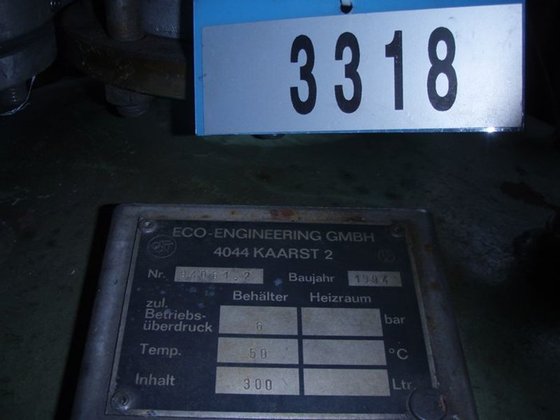 3318
ECO-ENGINEERING GMBH
4044 KAARST 2
Nr. Baujahr 1994
Behälter Heizraum
zul. Betriebs-
überdruck 6 bar
Temp. 50 °C
Inhalt 300 Ltr.